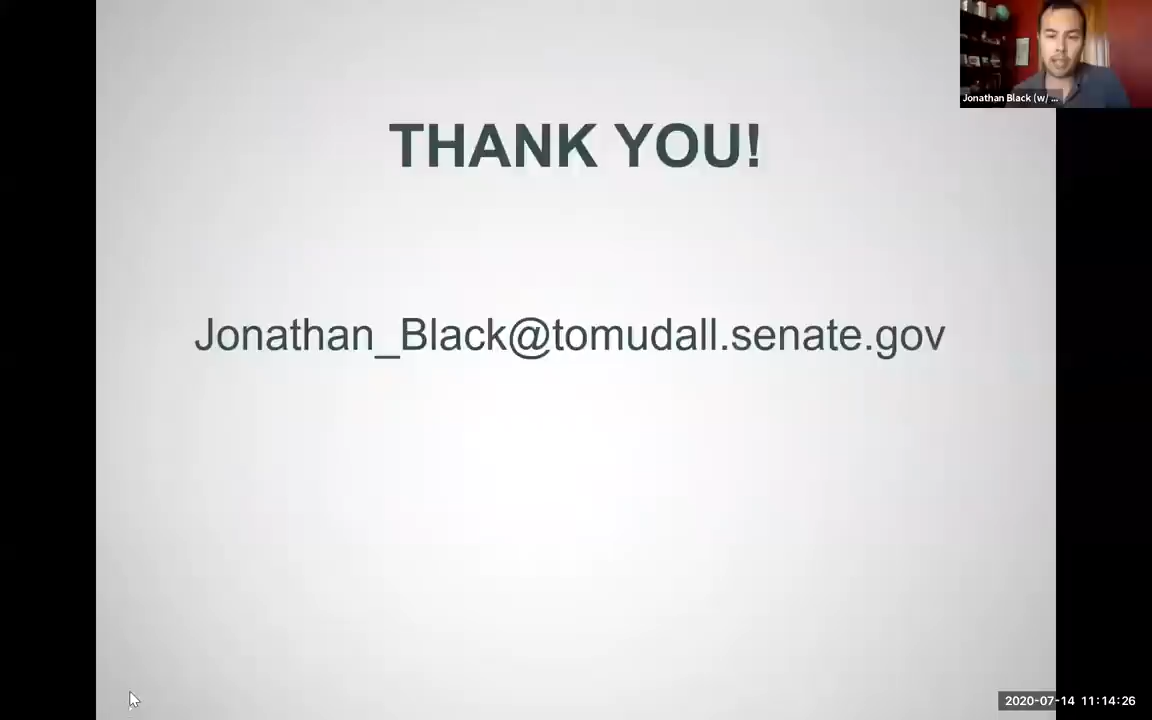 Jonathan Black (w/ ...
THANK YOU!
Jonathan_Black@tomudall.senate.gov
2020-07-14 11:14:26